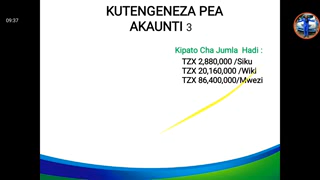 09:37
KUTENGENEZA PEA
AKAUNTI 3
Kipato Cha Jumla Hadi :
TZX 2,880,000 /Siku
TZX 20,160,000 /Wiki
TZX 86,400,000/Mwezi